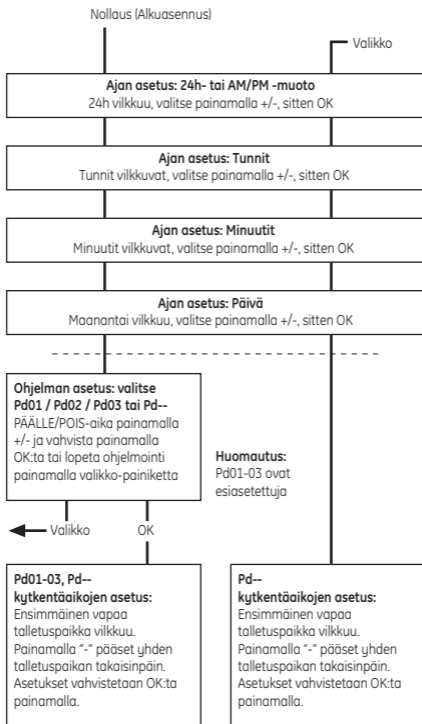 Nollaus (Alkuasennus)
Valikko
Ajan asetus: 24h- tai AM/PM -muoto
24h vilkkuu, valitse painamalla +/-, sitten OK
Ajan asetus: Tunnit
Tunnit vilkkuvat, valitse painamalla +/-, sitten OK
Ajan asetus: Minuutit
Minuutit vilkkuvat, valitse painamalla +/-, sitten OK
Ajan asetus: Päivä
Maanantai vilkkuu, valitse painamalla +/-, sitten OK
Ohjelman asetus: valitse
Pd01 / Pd02 / Pd03 tai Pd--
PÄÄLLE/POIS-aika painamalla
+/- ja vahvista painamalla
OK:ta tai lopeta ohjelmointi
painamalla valikko-painiketta
Huomautus:
Pd01-03 ovat
esiasetettuja
Valikko
OK
Pd01-03, Pd--
kytkentäaikojen asetus:
Ensimmäinen vapaa
talletuspaikka vilkkuu.
Painamalla "-" pääset yhden
talletuspaikan takaisinpäin.
Asetukset vahvistetaan OK:ta
painamalla.
Pd--
kytkentäaikojen asetus:
Ensimmäinen vapaa
talletuspaikka vilkkuu.
Painamalla "-" pääset yhden
talletuspaikan takaisinpäin.
Asetukset vahvistetaan OK:ta
painamalla.